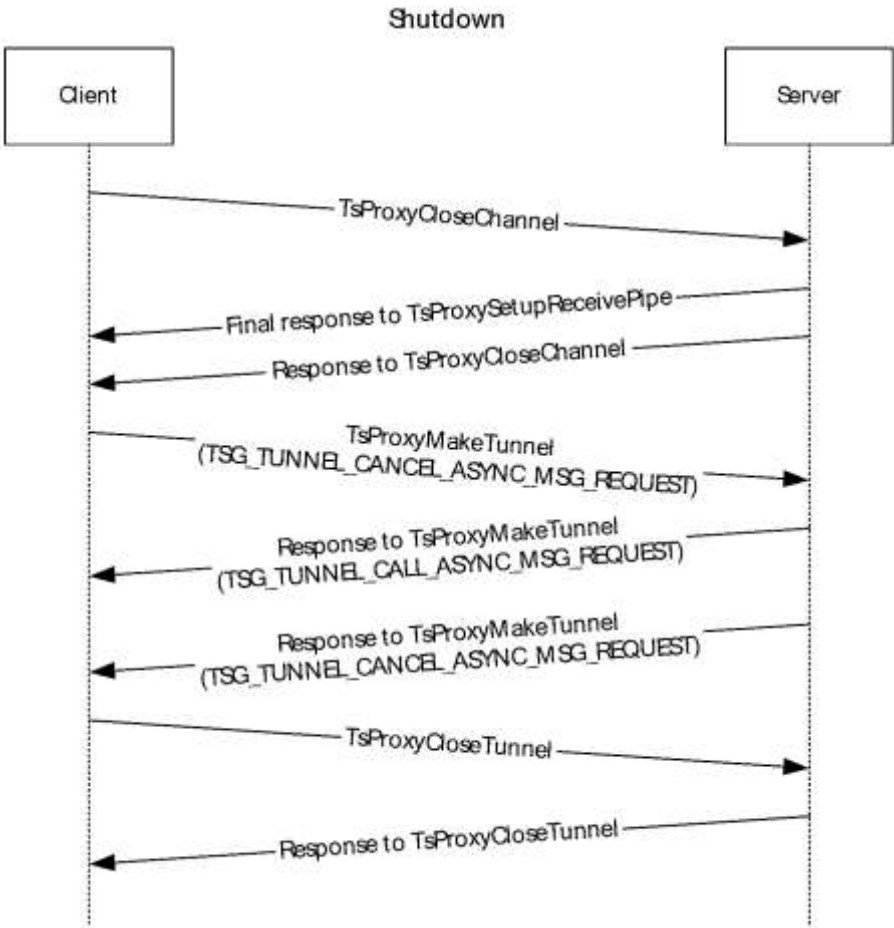 Shutdown
Client
Server
TsProxyCloseChannel
Final response to TsProxySetupReceivePipe
Response to TsProxyCloseChannel
TsProxyMakeTunnel
(TSG_TUNNEL_CANCEL_ASYNC_MSG_REQUEST)
Response to TsProxyMakeTunnel
(TSG_TUNNEL_CALL_ASYNC_MSG_REQUEST)
Response to TsProxyMakeTunnel
(TSG_TUNNEL_CANCEL_ASYNC_MSG_REQUEST)
TsProxyCloseTunnel
Response to TsProxyCloseTunnel